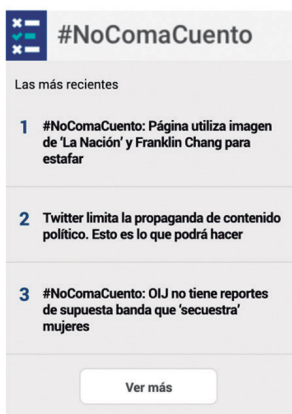 #NoComaCuento
Las más recientes
1 #NoComaCuento: Página utiliza imagen
de ‘La Nación’ y Franklin Chang para
estafar
2 Twitter limita la propaganda de contenido
político. Esto es lo que podrá hacer
3 #NoComaCuento: OIJ no tiene reportes
de supuesta banda que ‘secuestra’
mujeres
Ver más